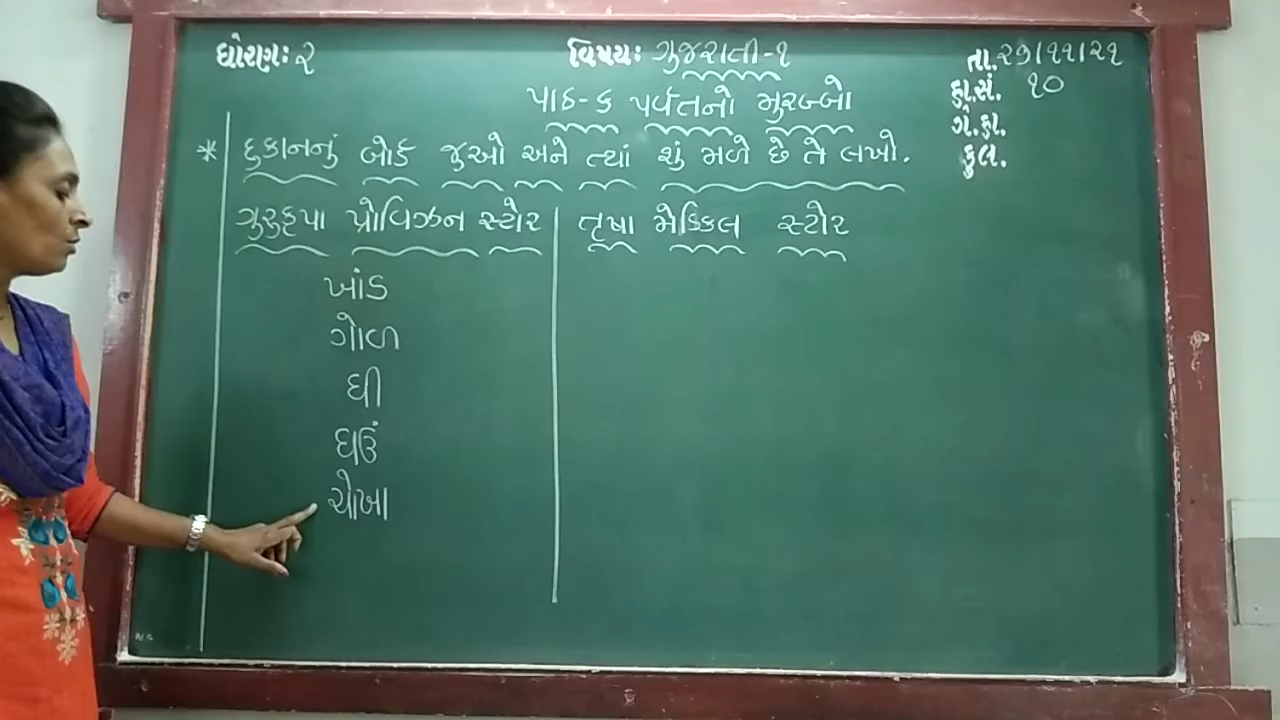 ધોરણઃ ૨ વિષયઃ ગુજરાતી-૧ તા.૨૭/૧૧/૨૧
પાઠ-૬ પર્વતનો મુરબ્બો હા.સં. ૧૦
ગે.હા.
* દુકાનનું બોર્ડ જુઓ અને ત્યાં શું મળે છે તે લખો. કુલ.
ગુરુકૃપા પ્રોવિઝન સ્ટોર તૃષા મેડિકલ સ્ટોર
ખાંડ
ગોળ
ઘી
ઘઉં
ચોખા